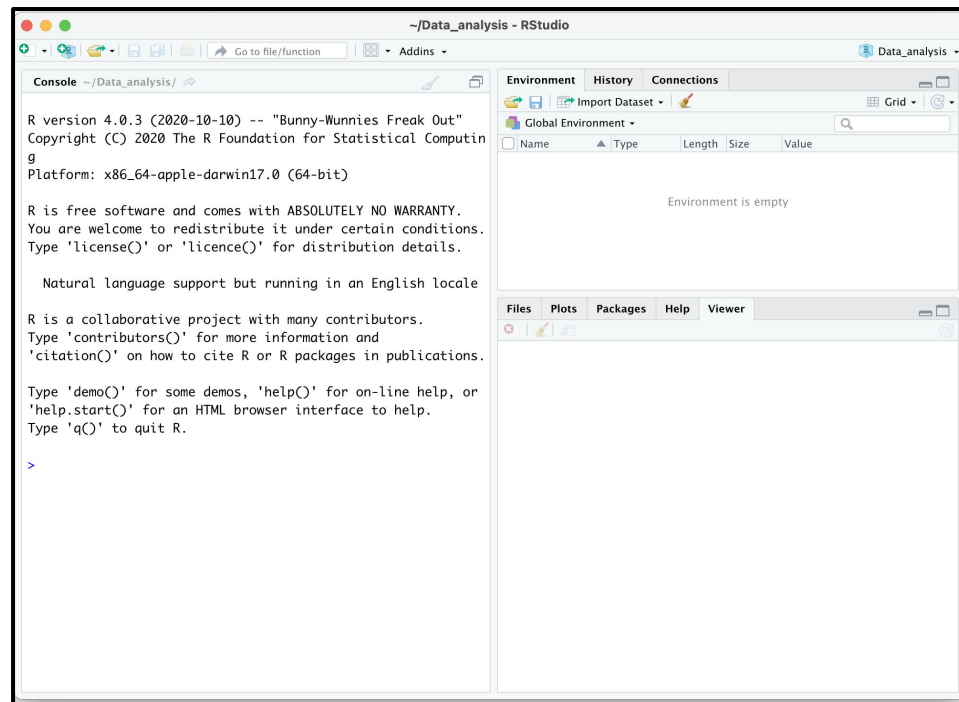 ~/Data_analysis - RStudio
Go to file/function
Addins
Data_analysis
Console ~/Data_analysis/
R version 4.0.3 (2020-10-10) -- "Bunny-Wunnies Freak Out"
Copyright (C) 2020 The R Foundation for Statistical Computin
g
Platform: x86_64-apple-darwin17.0 (64-bit)
R is free software and comes with ABSOLUTELY NO WARRANTY.
You are welcome to redistribute it under certain conditions.
Type 'license()' or 'licence()' for distribution details.
Natural language support but running in an English locale
R is a collaborative project with many contributors.
Type 'contributors()' for more information and
'citation()' on how to cite R or R packages in publications.
Type 'demo()' for some demos, 'help()' for on-line help, or
'help.start()' for an HTML browser interface to help.
Type 'q()' to quit R.
>
Environment History Connections
Import Dataset Grid
Global Environment
Name Type Length Size Value
Environment is empty
Files Plots Packages Help Viewer